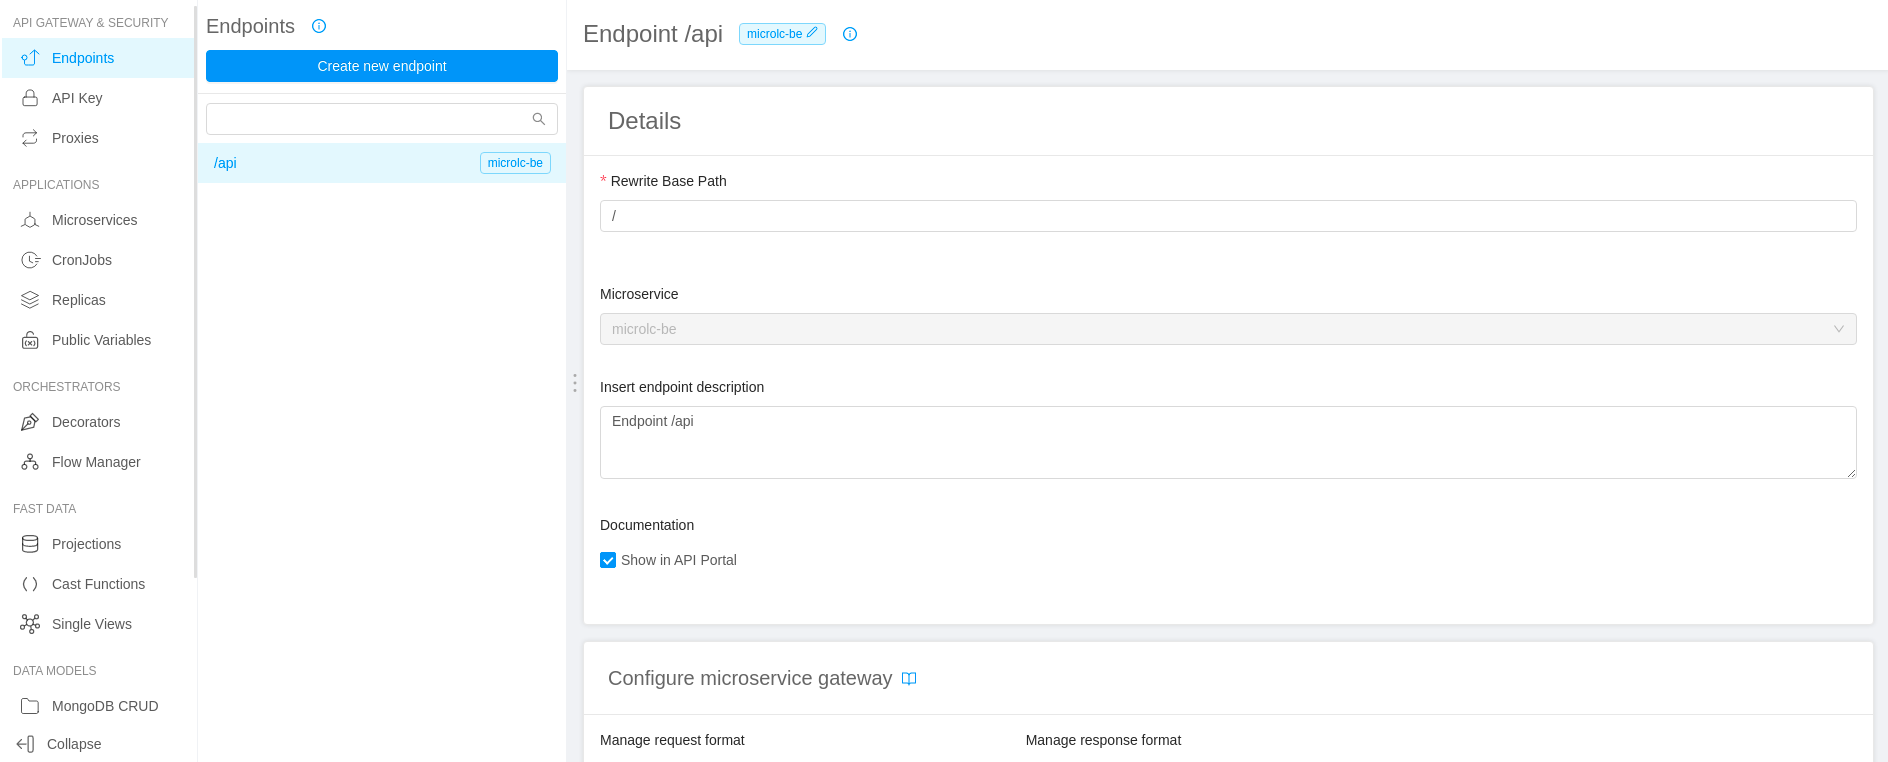 API GATEWAY & SECURITY
Endpoints
API Key
Proxies
APPLICATIONS
Microservices
CronJobs
Replicas
Public Variables
ORCHESTRATORS
Decorators
Flow Manager
FAST DATA
Projections
Cast Functions
Single Views
DATA MODELS
MongoDB CRUD
Collapse
Endpoints
Create new endpoint
/api microlc-be
Endpoint /api microlc-be
Details
* Rewrite Base Path
/
Microservice
microlc-be
Insert endpoint description
Endpoint /api
Documentation
Show in API Portal
Configure microservice gateway
Manage request format Manage response format